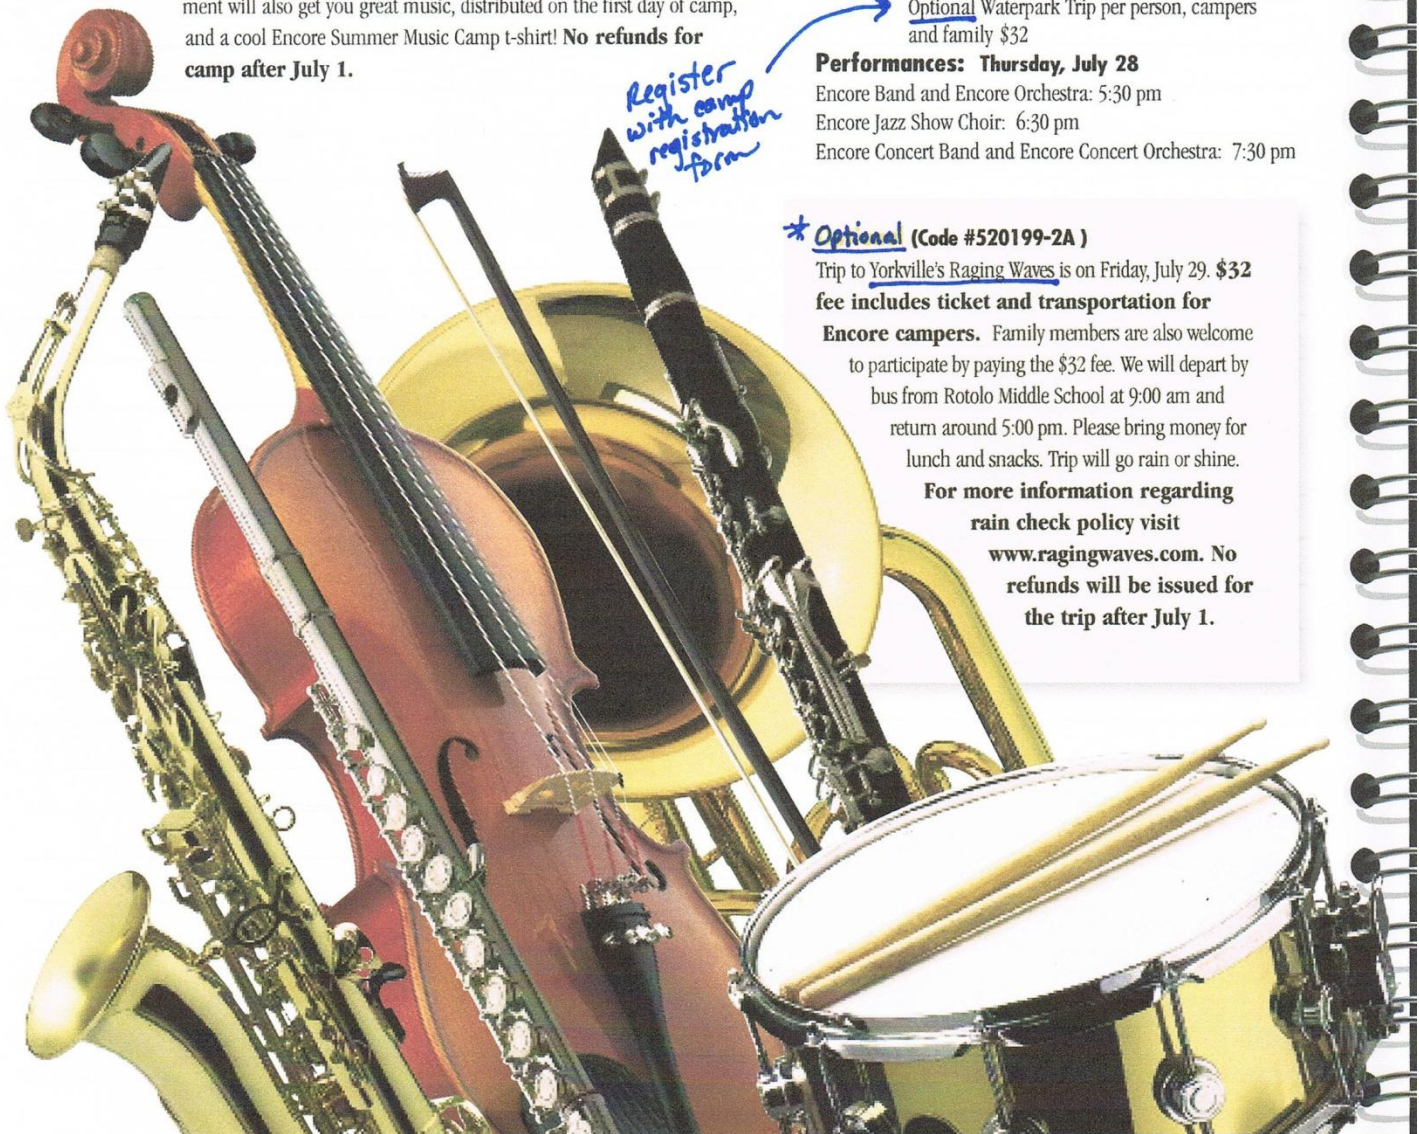 ment will also get you great music, distributed on the first day of camp,
and a cool Encore Summer Music Camp t-shirt! No refunds for
camp after July 1.
Optional Waterpark Trip per person, campers
and family $32
Register
with camp
registration
form
Performances: Thursday, July 28
Encore Band and Encore Orchestra: 5:30 pm
Encore Jazz Show Choir: 6:30 pm
Encore Concert Band and Encore Concert Orchestra: 7:30 pm
* Optional (Code #520199-2A )
Trip to Yorkville's Raging Waves is on Friday, July 29. $32
fee includes ticket and transportation for
Encore campers. Family members are also welcome
to participate by paying the $32 fee. We will depart by
bus from Rotolo Middle School at 9:00 am and
return around 5:00 pm. Please bring money for
lunch and snacks. Trip will go rain or shine.
For more information regarding
rain check policy visit
www.ragingwaves.com. No
refunds will be issued for
the trip after July 1.